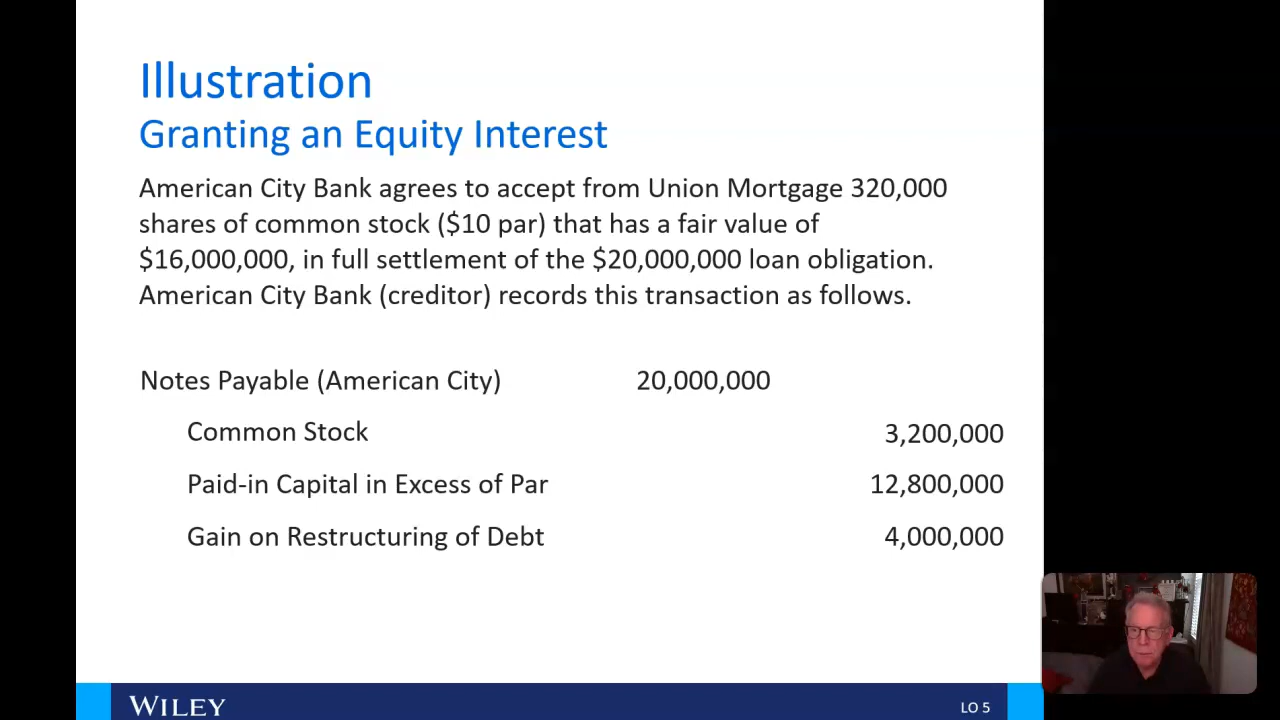 Illustration
Granting an Equity Interest
American City Bank agrees to accept from Union Mortgage 320,000
shares of common stock ($10 par) that has a fair value of
$16,000,000, in full settlement of the $20,000,000 loan obligation.
American City Bank (creditor) records this transaction as follows.
Notes Payable (American City) 20,000,000
Common Stock 3,200,000
Paid-in Capital in Excess of Par 12,800,000
Gain on Restructuring of Debt 4,000,000
WILEY LO 5